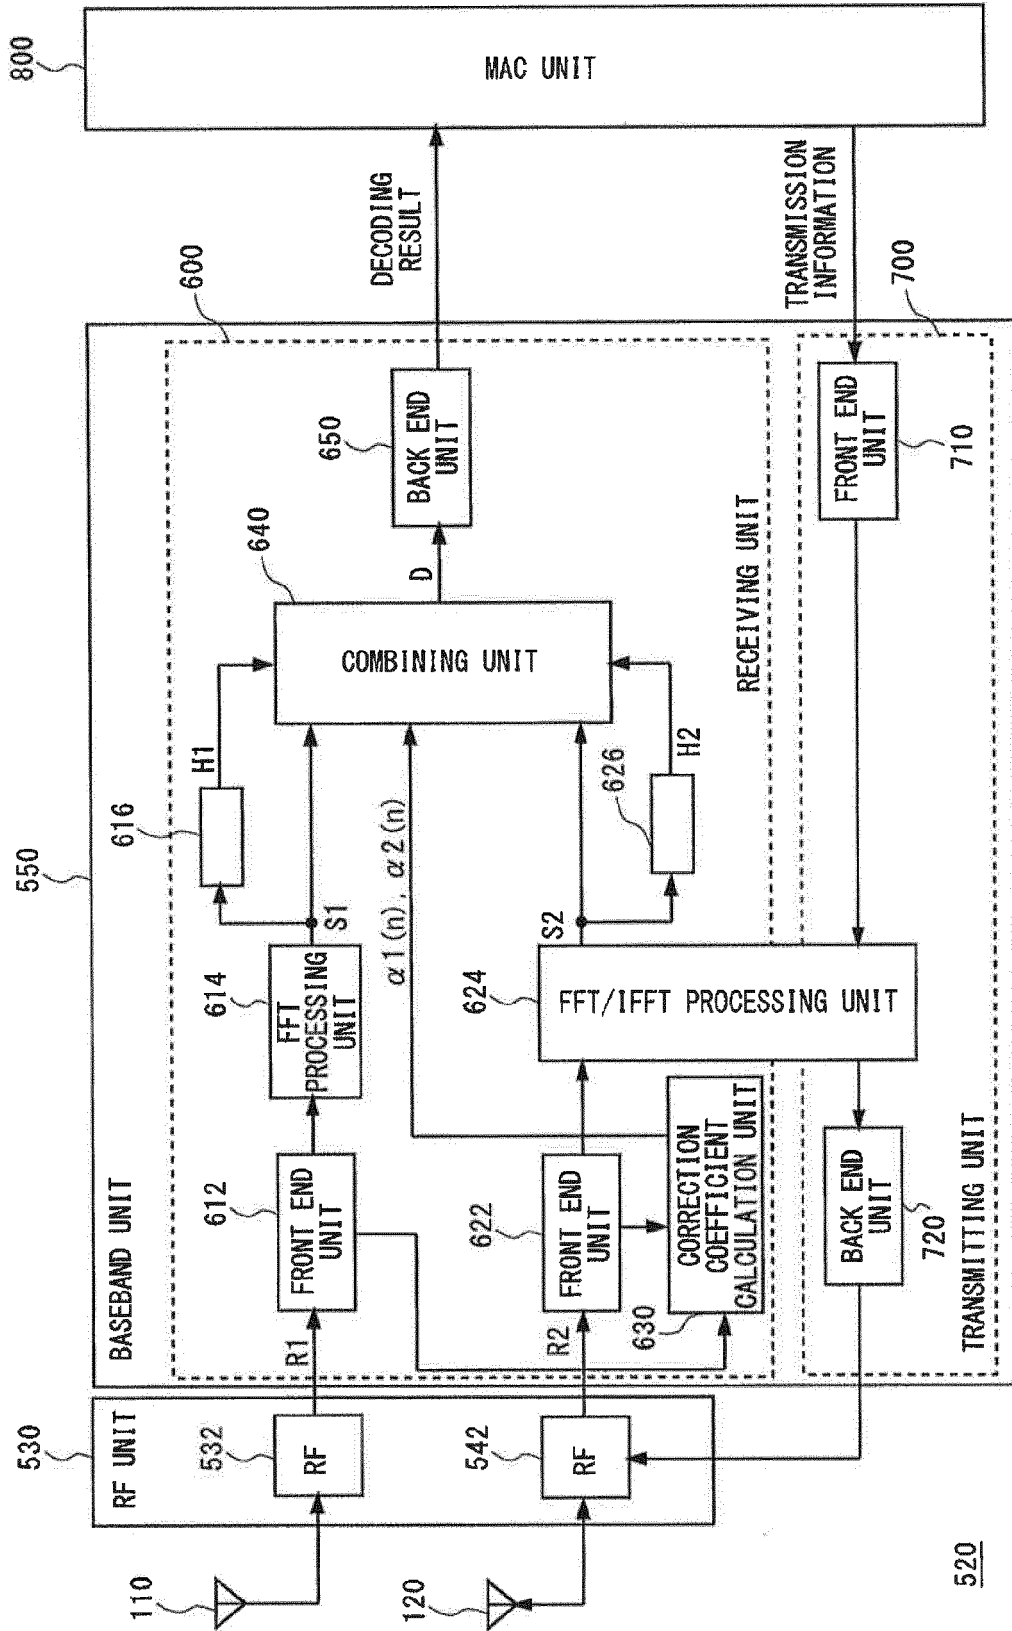 520
110
120
530
RF UNIT
532
RF
542
RF
550
BASEBAND UNIT
R1
R2
612
FRONT END
UNIT
622
FRONT END
UNIT
630
CORRECTION
COEFFICIENT
CALCULATION UNIT
614
FFT
PROCESSING
UNIT
624
FFT/IFFT PROCESSING UNIT
S1
S2
616
H1
626
H2
α1(n), α2(n)
640
COMBINING UNIT
D
650
BACK END
UNIT
600
RECEIVING UNIT
DECODING
RESULT
800
MAC UNIT
TRANSMISSION
INFORMATION
700
FRONT END
UNIT
710
BACK END
UNIT
720
TRANSMITTING UNIT